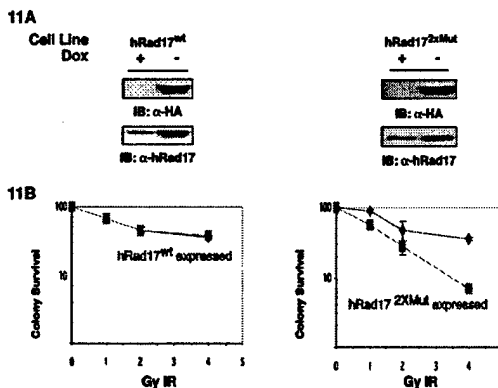 11A
Cell Line hRad17wt hRad172xMut
Dox + - + -
IB: α-HA IB: α-HA
IB: α-hRad17 IB: α-hRad17
11B
100 100
10 10
hRad17wt expressed hRad17 2XMut expressed
Colony Survival Colony Survival
0 1 2 3 4 5 0 1 2 3 4
Gy IR Gy IR